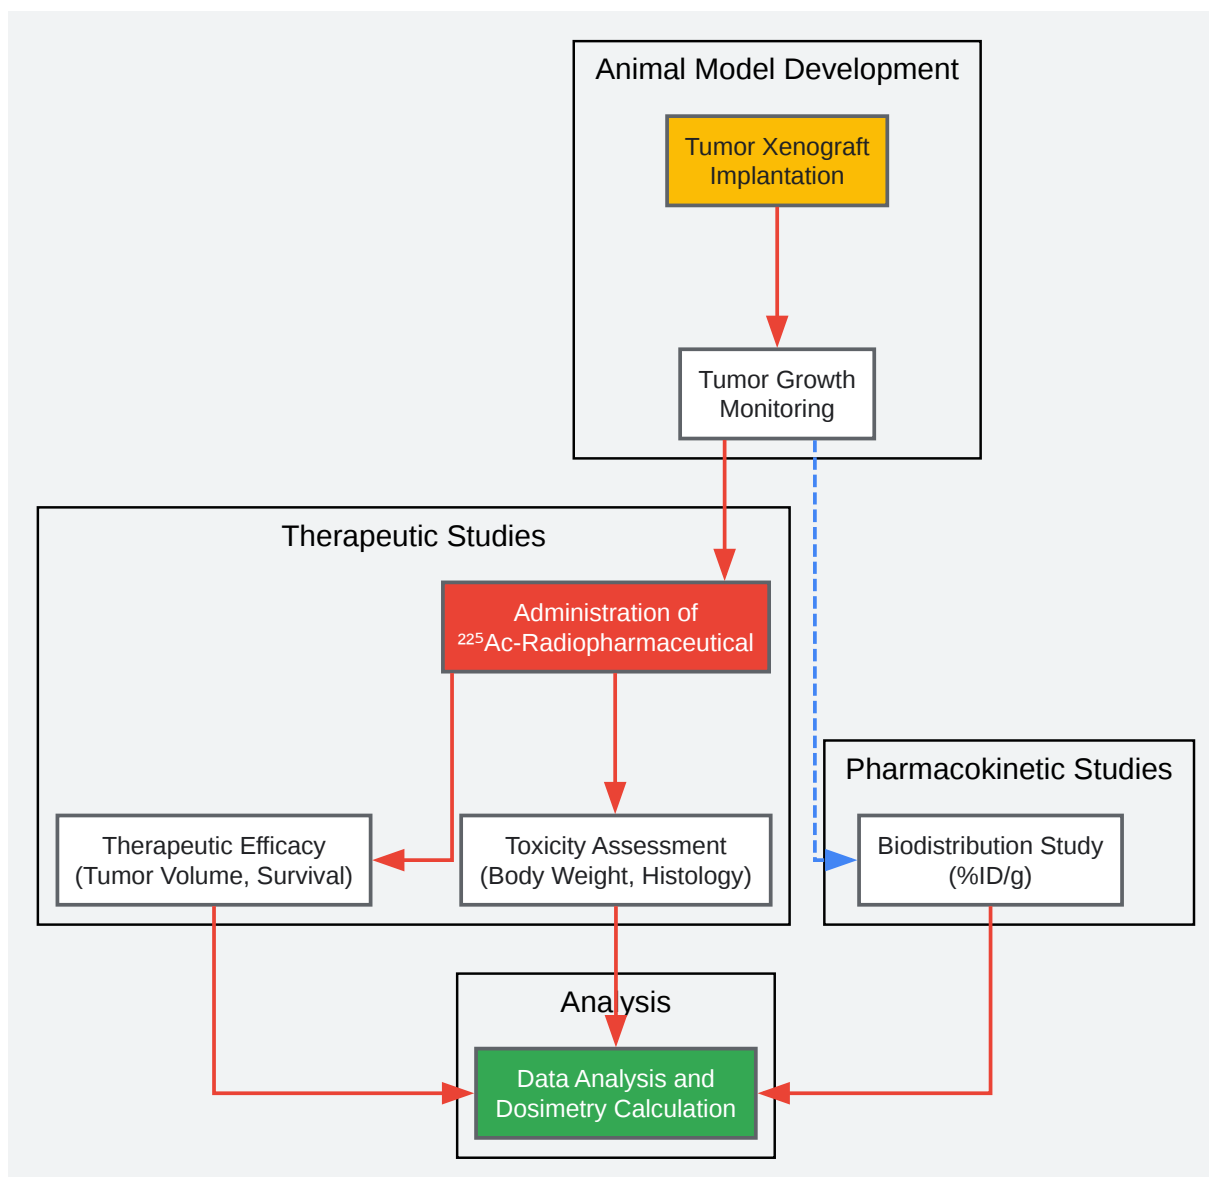 Animal Model Development
Tumor Xenograft
Implantation
Tumor Growth
Monitoring
Therapeutic Studies
Administration of
²²⁵Ac-Radiopharmaceutical
Therapeutic Efficacy
(Tumor Volume, Survival)
Toxicity Assessment
(Body Weight, Histology)
Pharmacokinetic Studies
Biodistribution Study
(%ID/g)
Analysis
Data Analysis and
Dosimetry Calculation